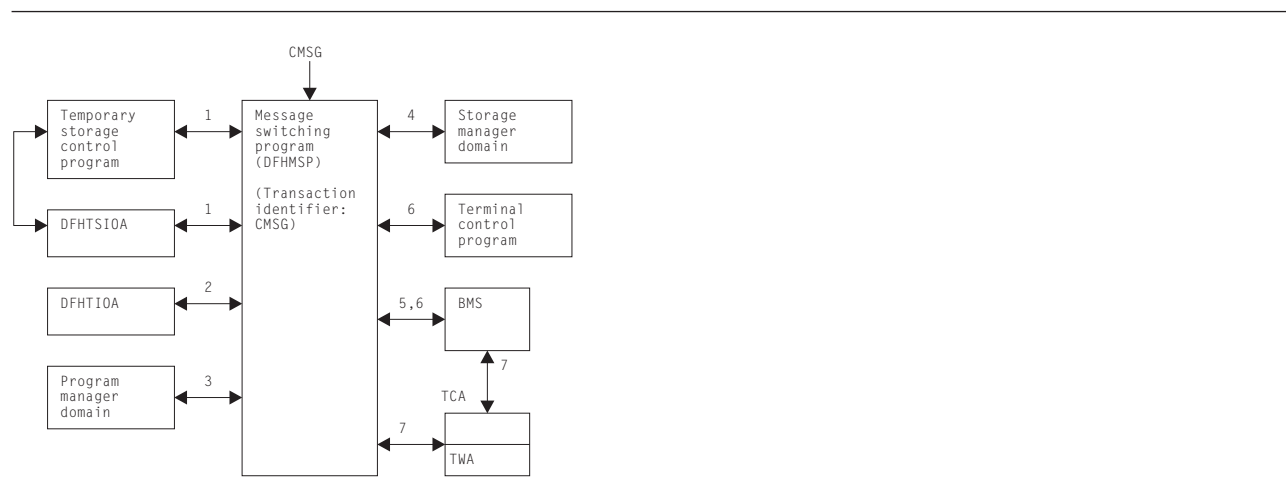 CMSG
Temporary
storage
control
program
1
Message
switching
program
(DFHMSP)
(Transaction
identifier:
CMSG)
4
Storage
manager
domain
DFHTSIOA
1
6
Terminal
control
program
DFHTIOA
2
5,6
BMS
7
Program
manager
domain
3
TCA
7
TWA